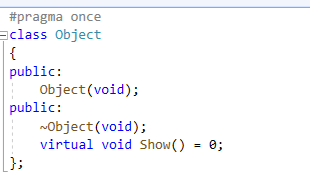 #pragma once
class Object
{
public:
    Object(void);
public:
    ~Object(void);
    virtual void Show() = 0;
};